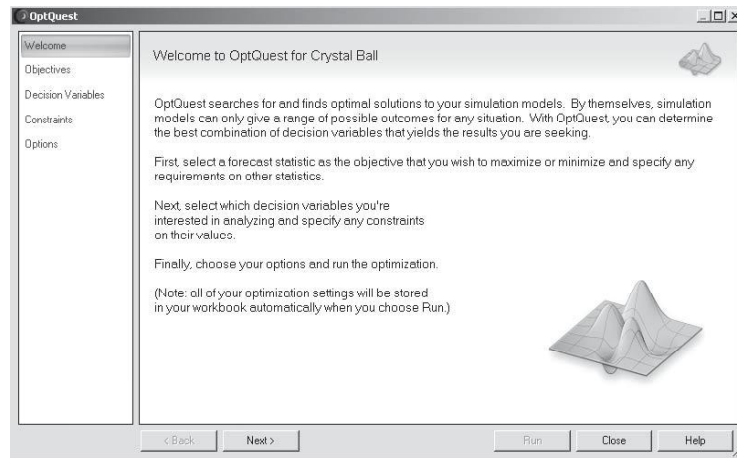 OptQuest
Welcome
Objectives
Decision Variables
Constraints
Options
Welcome to OptQuest for Crystal Ball
OptQuest searches for and finds optimal solutions to your simulation models. By themselves, simulation
models can only give a range of possible outcomes for any situation. With OptQuest, you can determine
the best combination of decision variables that yields the results you are seeking.
First, select a forecast statistic as the objective that you wish to maximize or minimize and specify any
requirements on other statistics.
Next, select which decision variables you're
interested in analyzing and specify any constraints
on their values.
Finally, choose your options and run the optimization.
(Note: all of your optimization settings will be stored
in your workbook automatically when you choose Run.)
< Back
Next >
Run
Close
Help